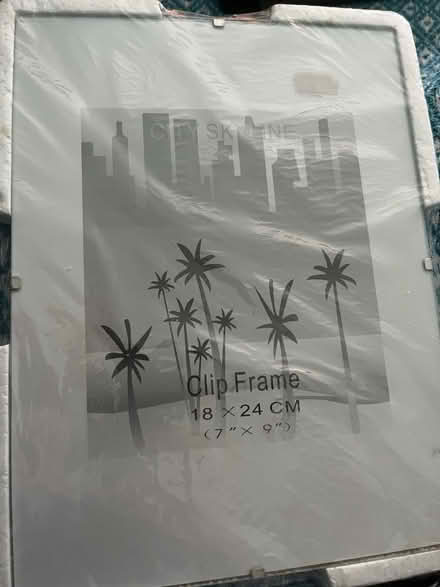 CITY SKYLINE
Clip Frame
18 × 24 CM
(7" × 9")